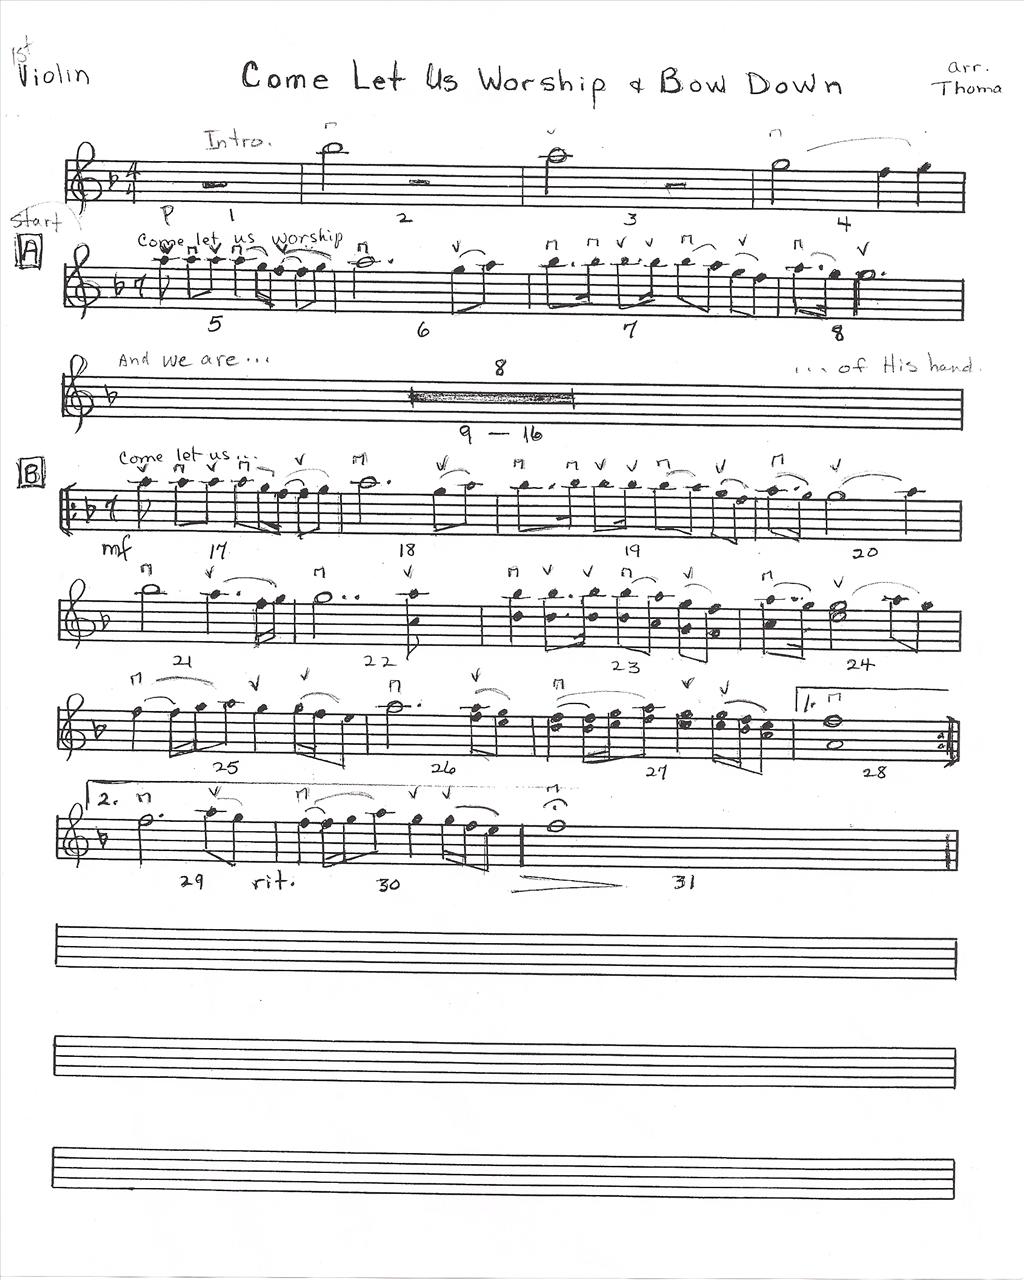 1st
Violin
Come Let Us Worship & Bow Down
arr.
Thoma
Intro.
4
4
P 1 2 3 4
Start
A
Come let us worship
5 6 7 8
And we are... 8 ...of His hand.
9 — 16
B
Come let us...
mf 17 18 19 20
21 22 23 24
1.
25 26 27 28
2.
29 rit. 30 31